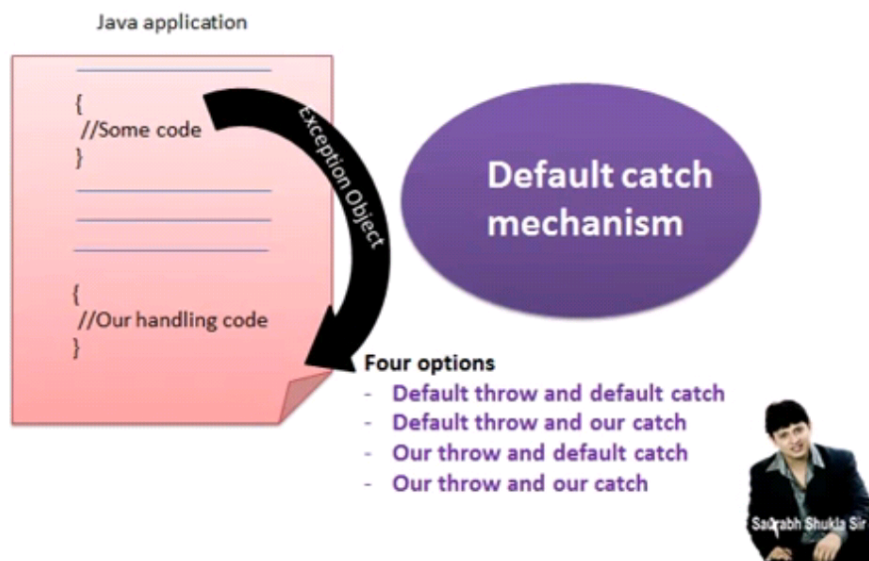 Java application
{
//Some code
}
Exception Object
{
//Our handling code
}
Default catch
mechanism
Four options
- Default throw and default catch
- Default throw and our catch
- Our throw and default catch
- Our throw and our catch
Saurabh Shukla Sir